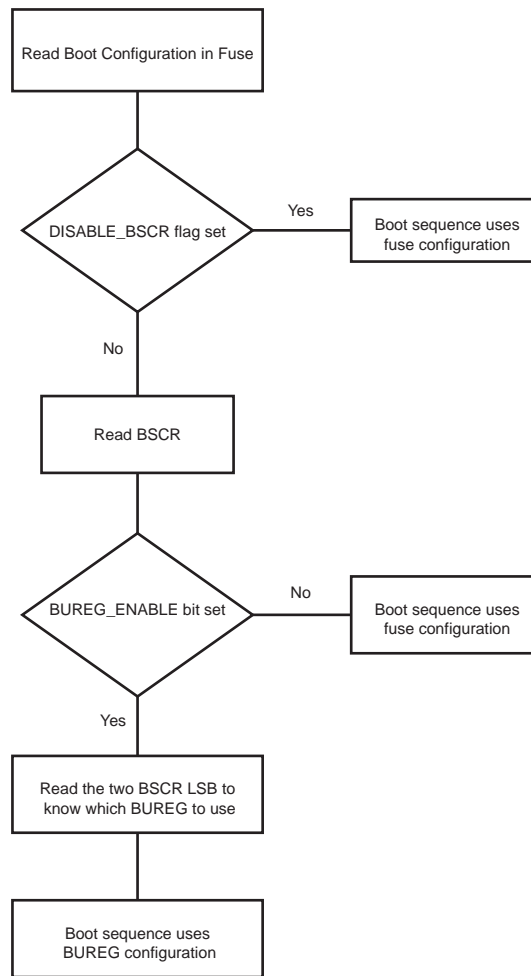 Read Boot Configuration in Fuse
DISABLE_BSCR flag set
Yes
Boot sequence uses
fuse configuration
No
Read BSCR
BUREG_ENABLE bit set
No
Boot sequence uses
fuse configuration
Yes
Read the two BSCR LSB to
know which BUREG to use
Boot sequence uses
BUREG configuration